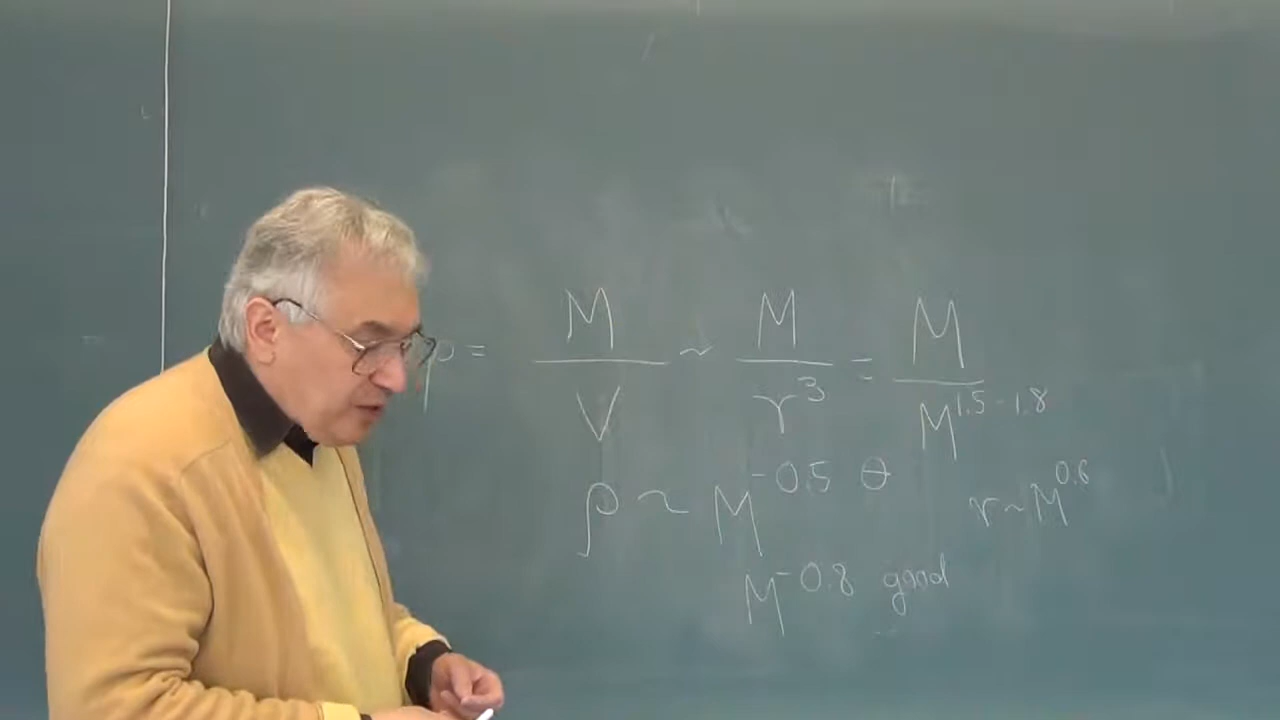 ρ = M/V ~ M/r³ = M/M^1.5-1.8
ρ ~ M^-0.5 θ
r ~ M^0.6
M^-0.8 good